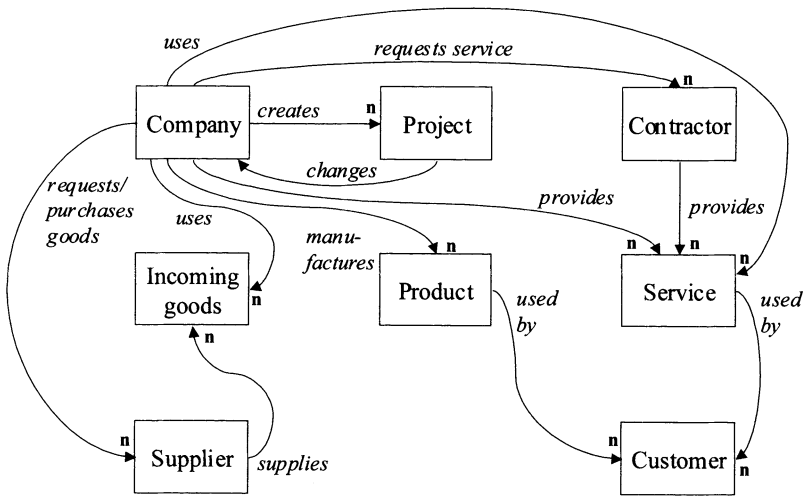 uses
requests service
n
Company
creates
n
Project
Contractor
changes
requests/
purchases
goods
uses
provides
provides
manu-
factures
n
n
n
n
Incoming
goods
n
Product
Service
used
by
used
by
n
n
Supplier
supplies
n
Customer
n